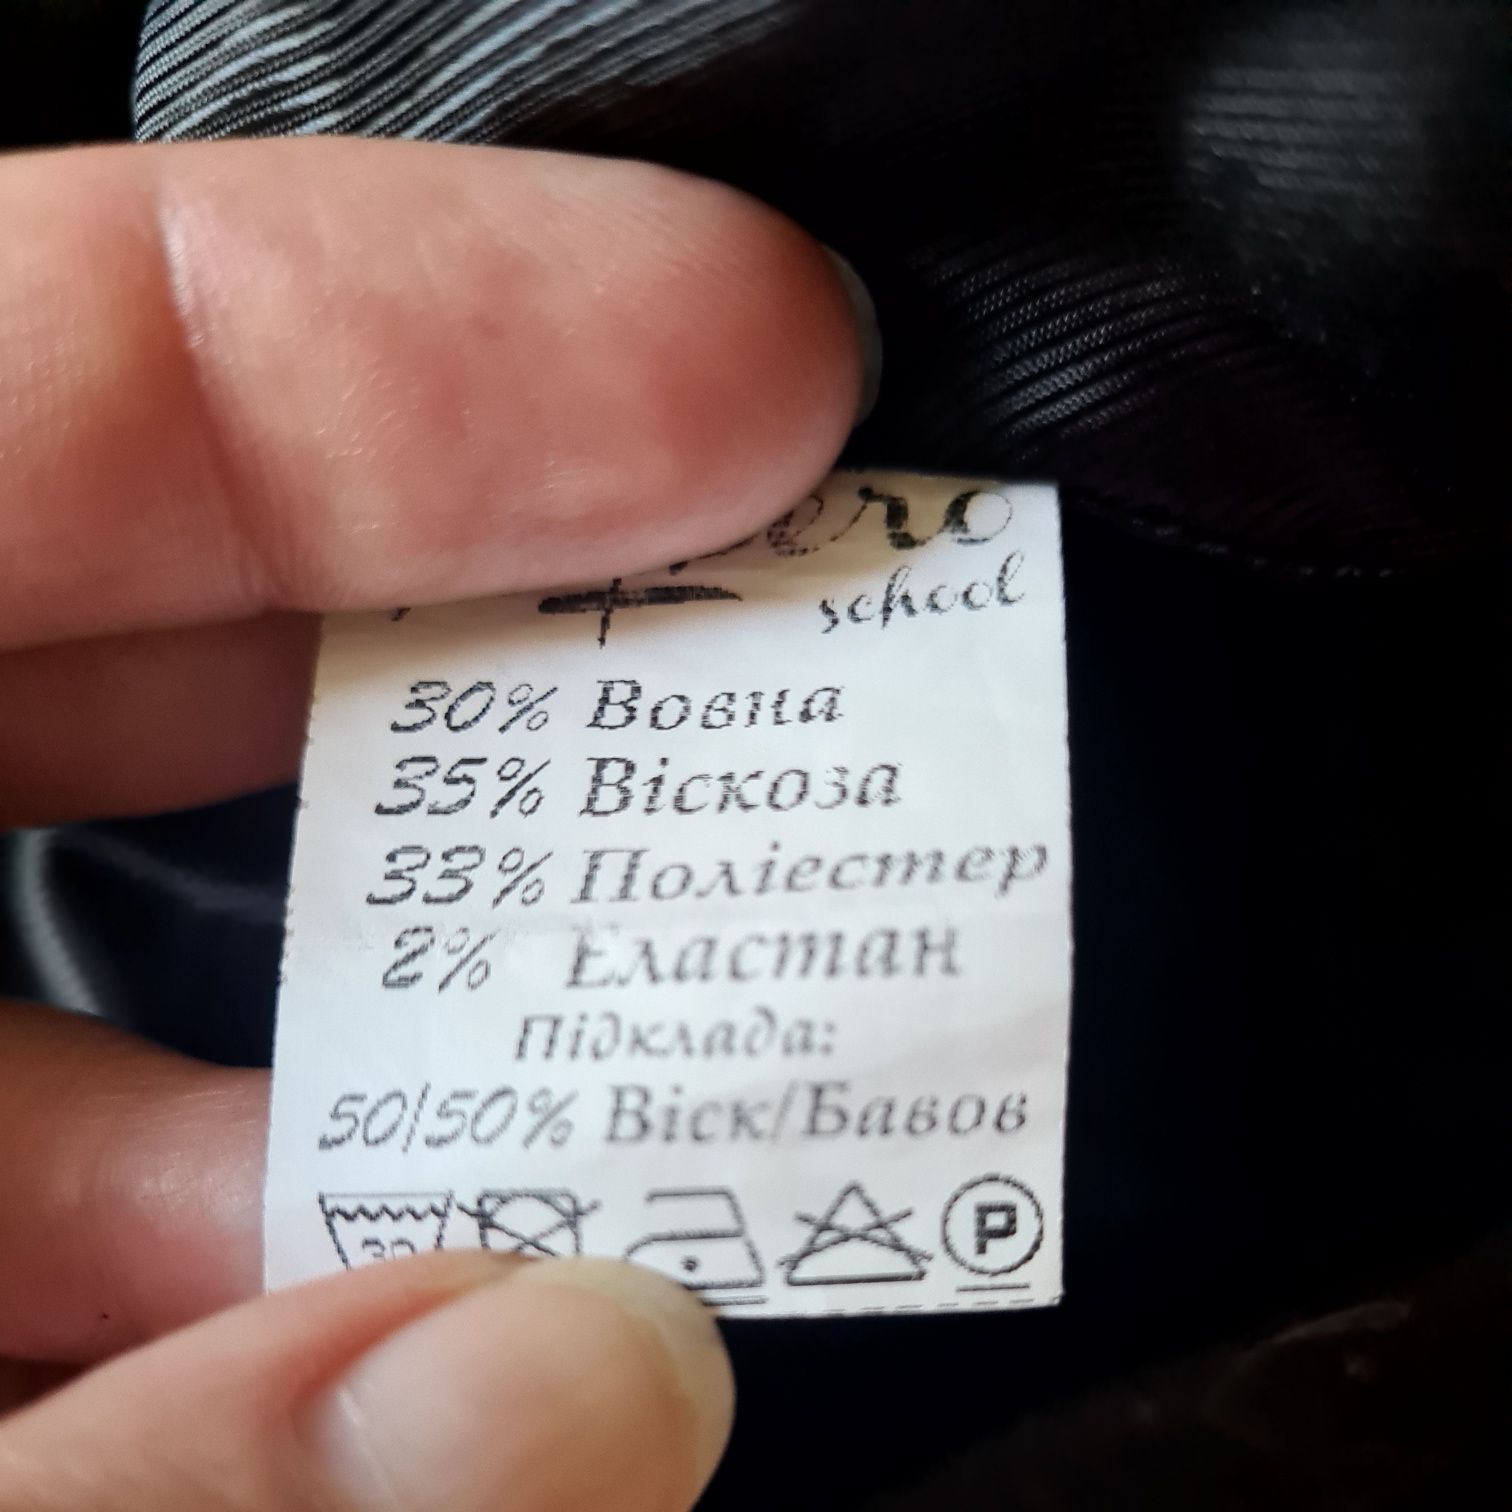 school
30% Вовна
35% Віскоза
33% Поліестер
2% Еластан
Підклада:
50/50% Віск/Бавов
30
P